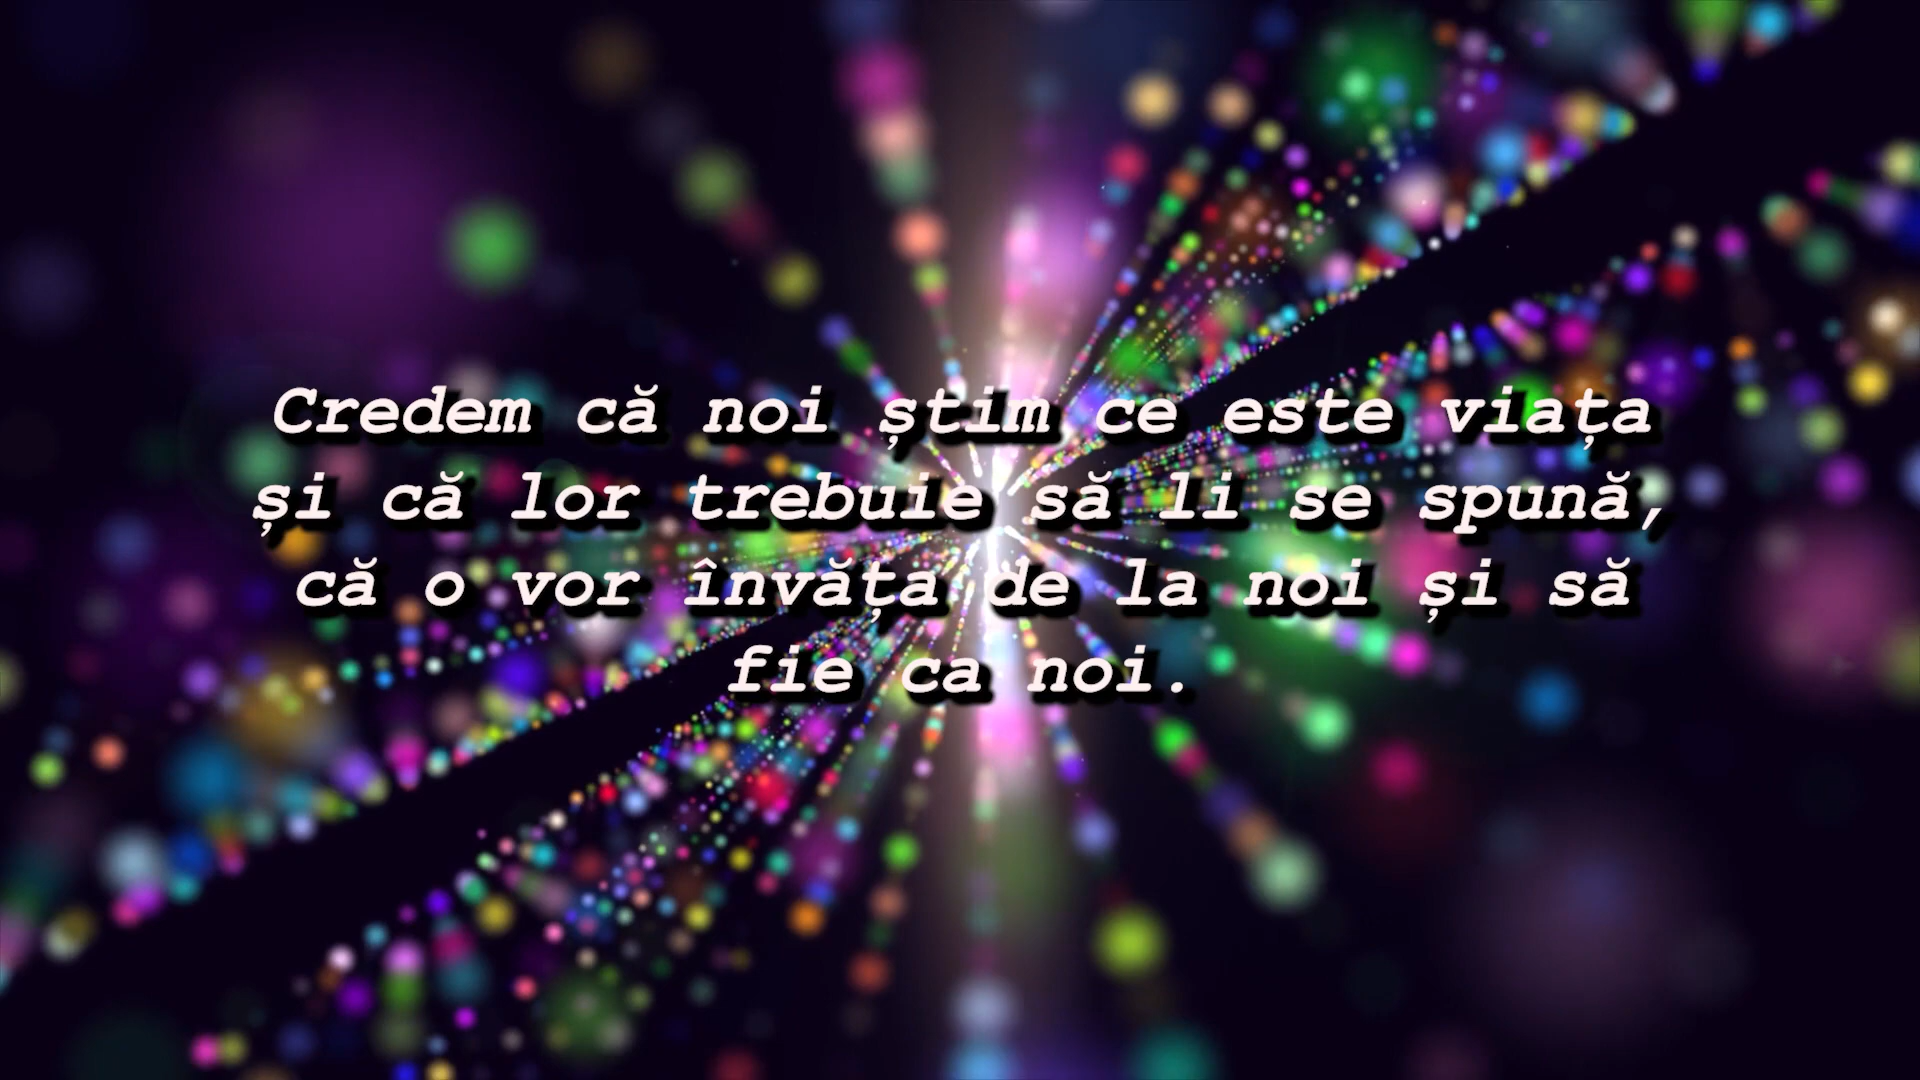 Credem că noi știm ce este viața
și că lor trebuie să li se spună,
că o vor învăța de la noi și să
fie ca noi.